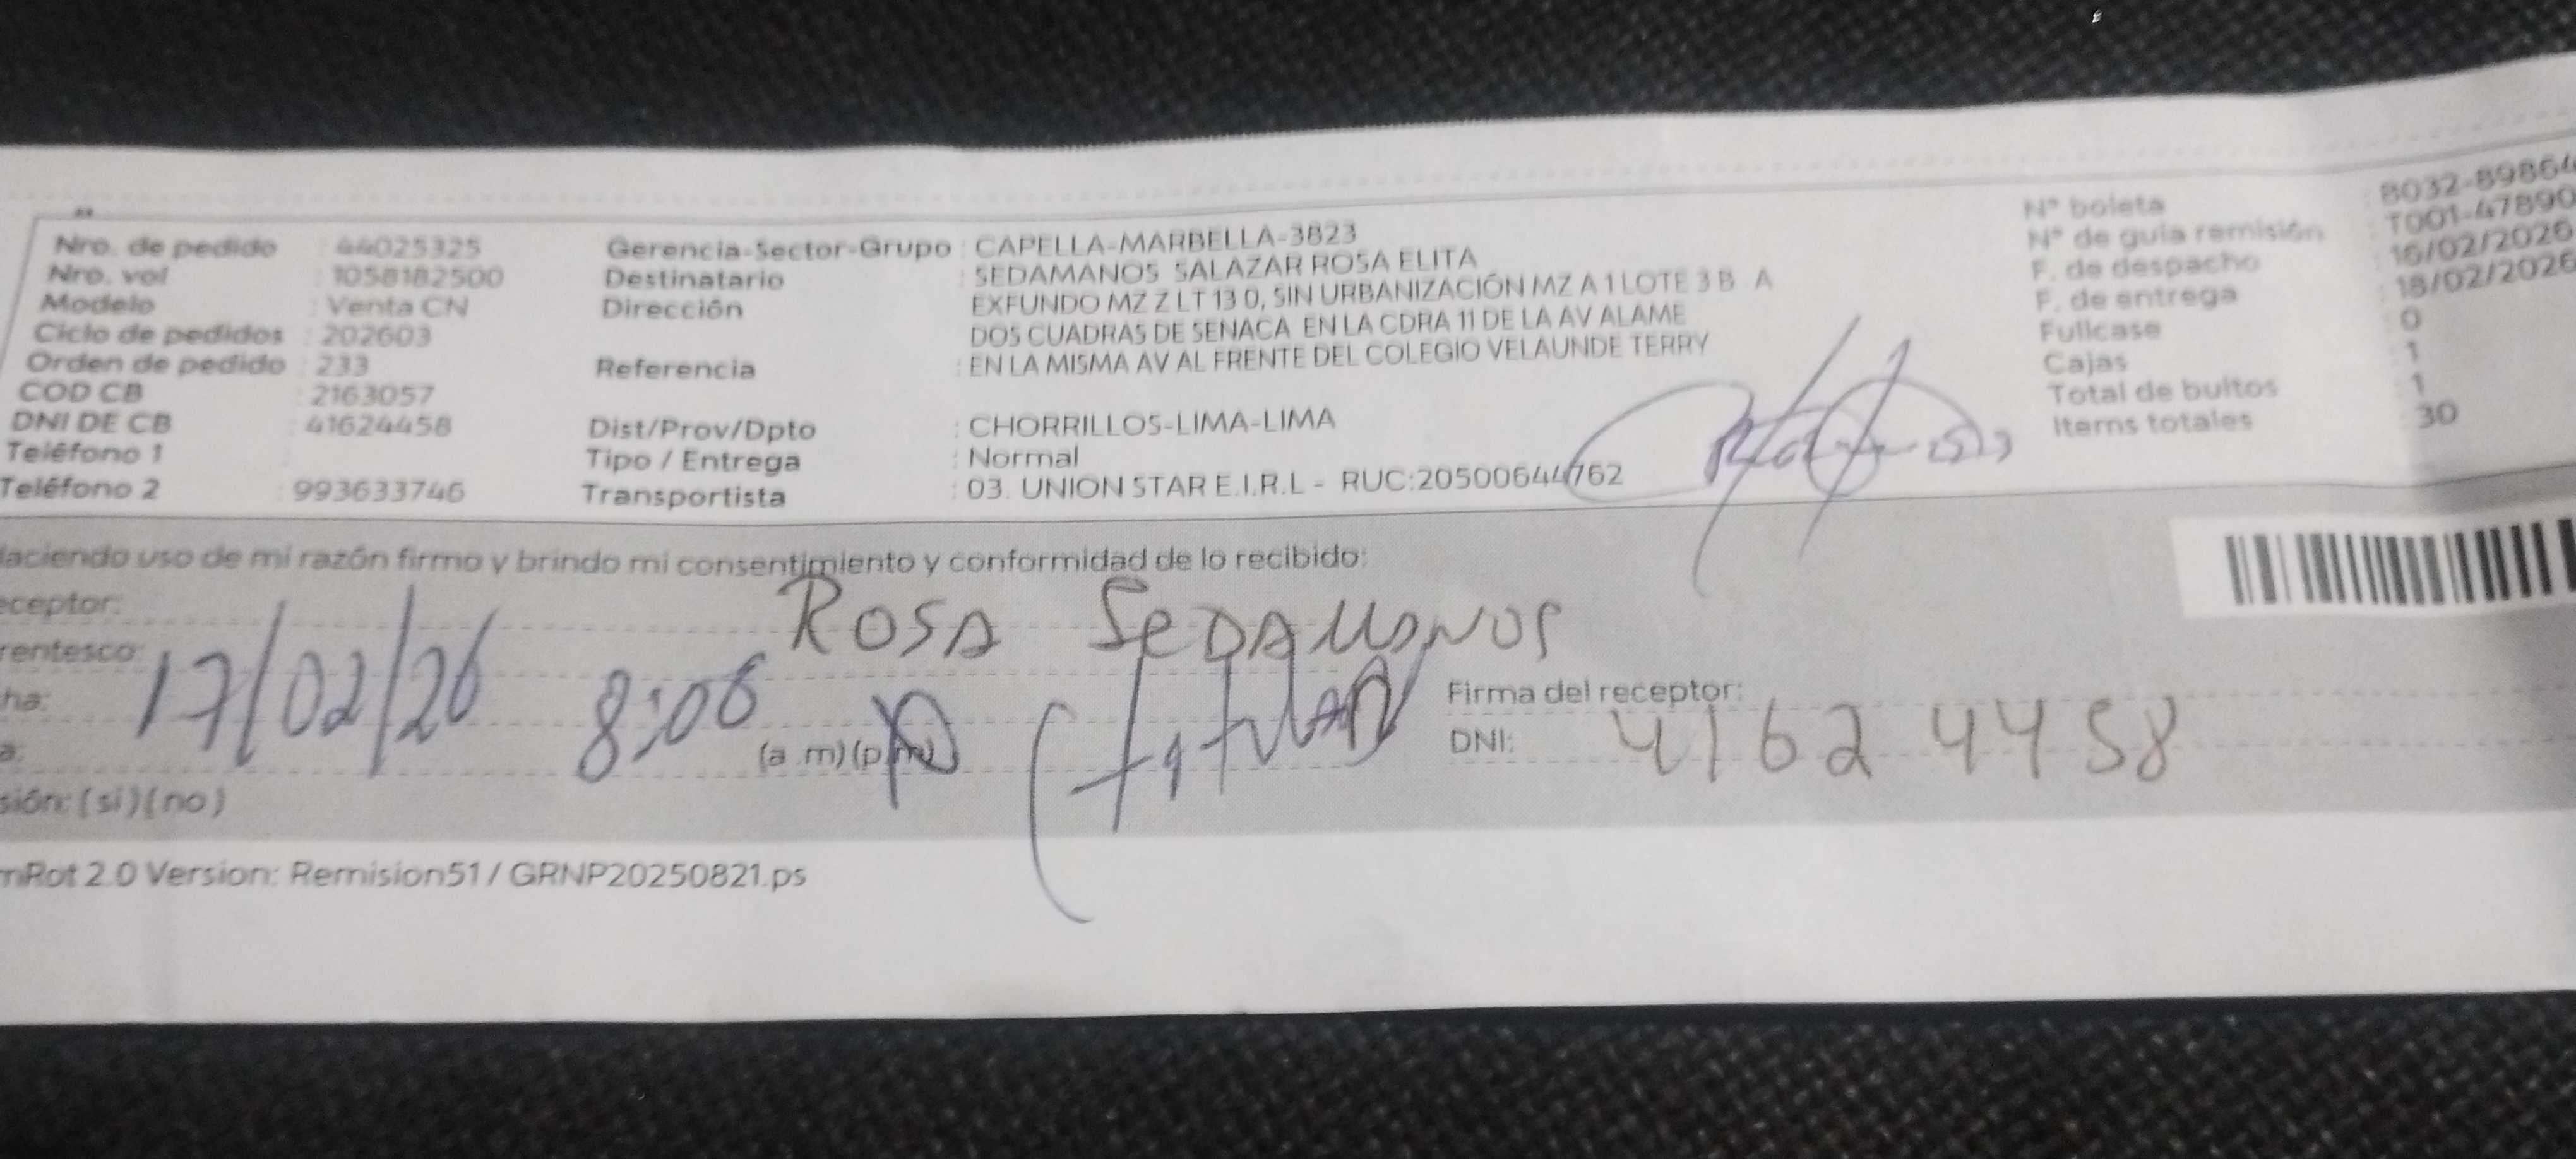 Nro. de pedido : 44025325
Nro. vol : 1058182500
Modelo : Venta CN
Ciclo de pedidos : 202603
Orden de pedido : 233
COD CB : 2163057
DNI DE CB : 41624458
Teléfono 1 :
Teléfono 2 : 993633746
Gerencia-Sector-Grupo : CAPELLA-MARBELLA-3823
Destinatario : SEDAMANOS SALAZAR ROSA ELITA
Dirección EXFUNDO MZ Z LT 13 0, SIN URBANIZACIÓN MZ A 1 LOTE 3 B A
DOS CUADRAS DE SENACA EN LA CDRA 11 DE LA AV ALAME
Referencia : EN LA MISMA AV AL FRENTE DEL COLEGIO VELAUNDE TERRY
Dist/Prov/Dpto : CHORRILLOS-LIMA-LIMA
Tipo / Entrega : Normal
Transportista : 03. UNION STAR E.I.R.L - RUC:20500644762
N° boleta : B032-89864
N° de guía remisión : T001-47890
F. de despacho : 16/02/2026
F. de entrega : 18/02/2026
Fullcase : 0
Cajas : 1
Total de bultos : 1
Items totales : 30
Haciendo uso de mi razón firmo y brindo mi consentimiento y conformidad de lo recibido:
eceptor: ROSA SEDAMANOS
rentesco:
ha: 17/02/26
8:06 (a .m) (p.m)
Firma del receptor:
DNI: 41624458
sión: (si) (no)
mRot 2.0 Version: Remision51 / GRNP20250821.ps